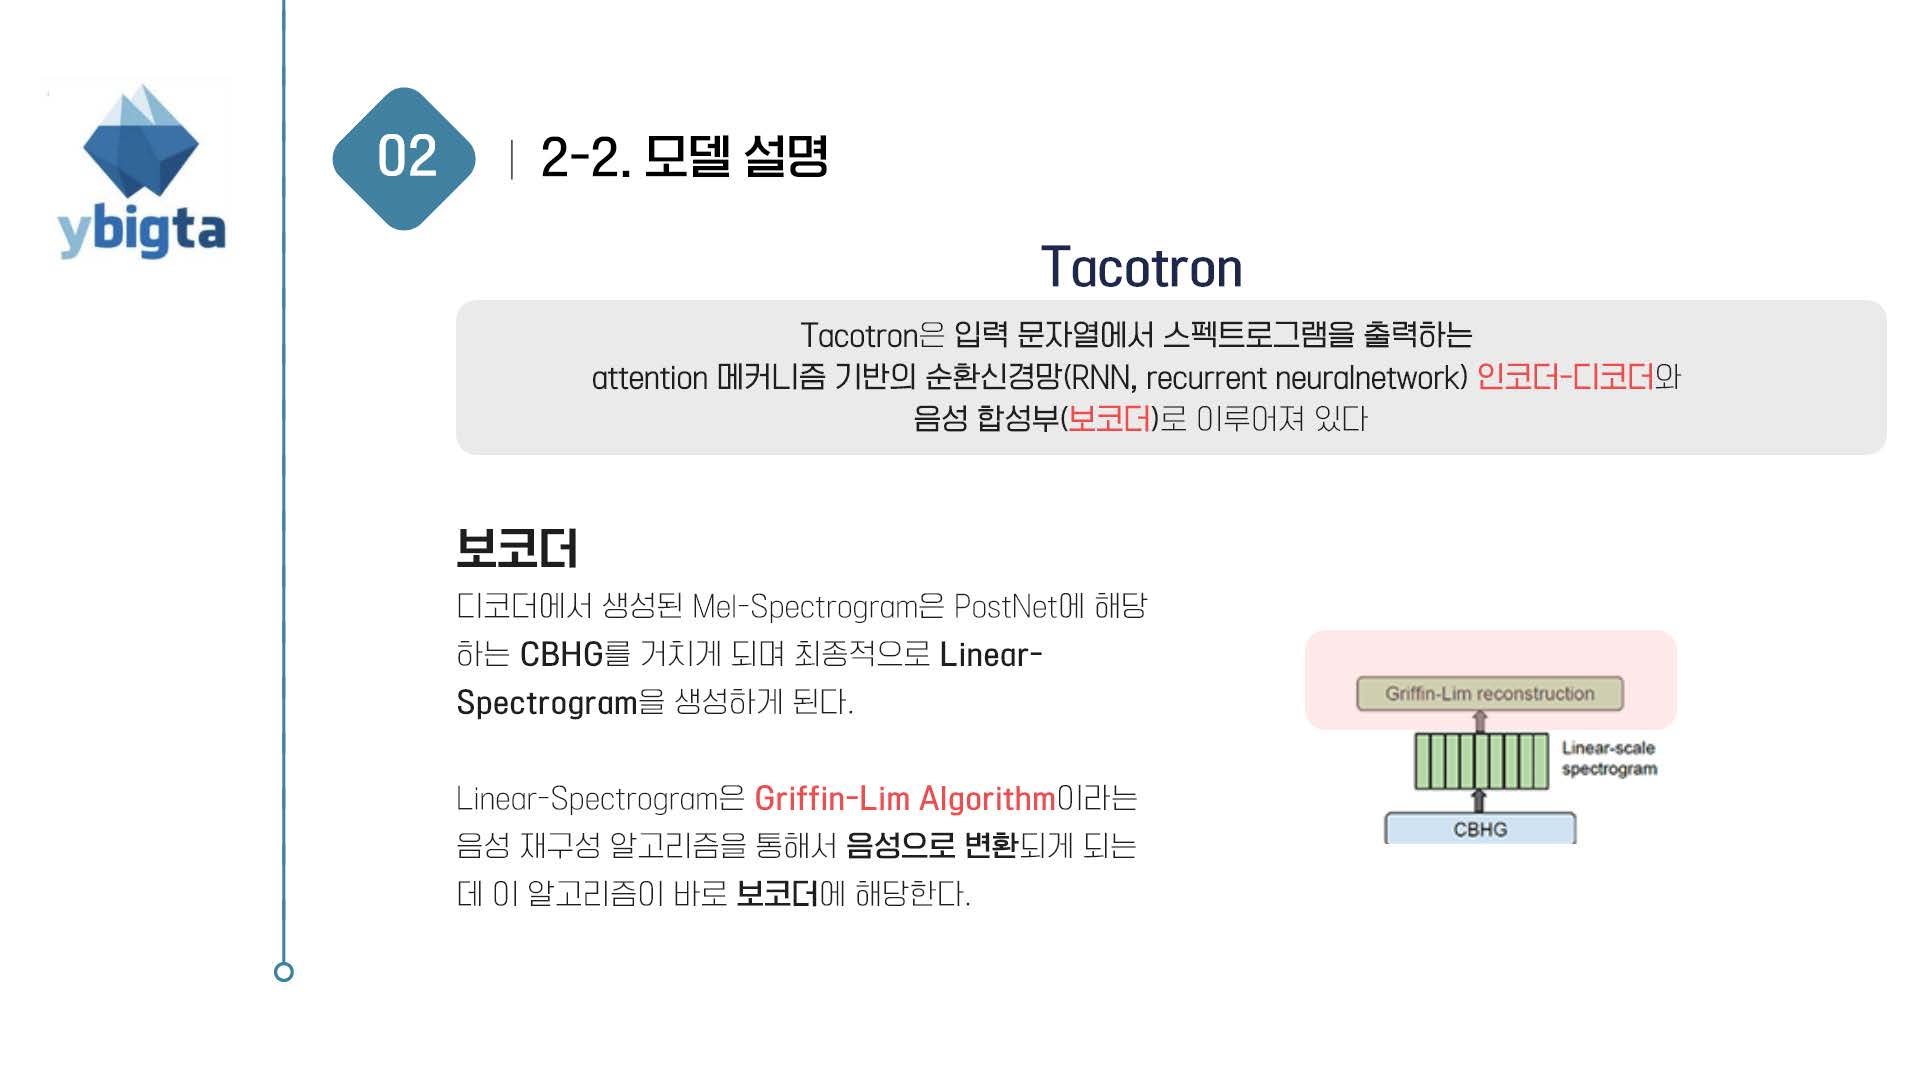 ybigta
02
2-2. 모델 설명
Tacotron
Tacotron은 입력 문자열에서 스펙트로그램을 출력하는
attention 메커니즘 기반의 순환신경망(RNN, recurrent neuralnetwork) 인코더-디코더와
음성 합성부(보코더)로 이루어져 있다
보코더
디코더에서 생성된 Mel-Spectrogram은 PostNet에 해당
하는 CBHG를 거치게 되며 최종적으로 Linear-
Spectrogram을 생성하게 된다.
Linear-Spectrogram은 Griffin-Lim Algorithm이라는
음성 재구성 알고리즘을 통해서 음성으로 변환되게 되는
데 이 알고리즘이 바로 보코더에 해당한다.
Griffin-Lim reconstruction
Linear-scale
spectrogram
CBHG